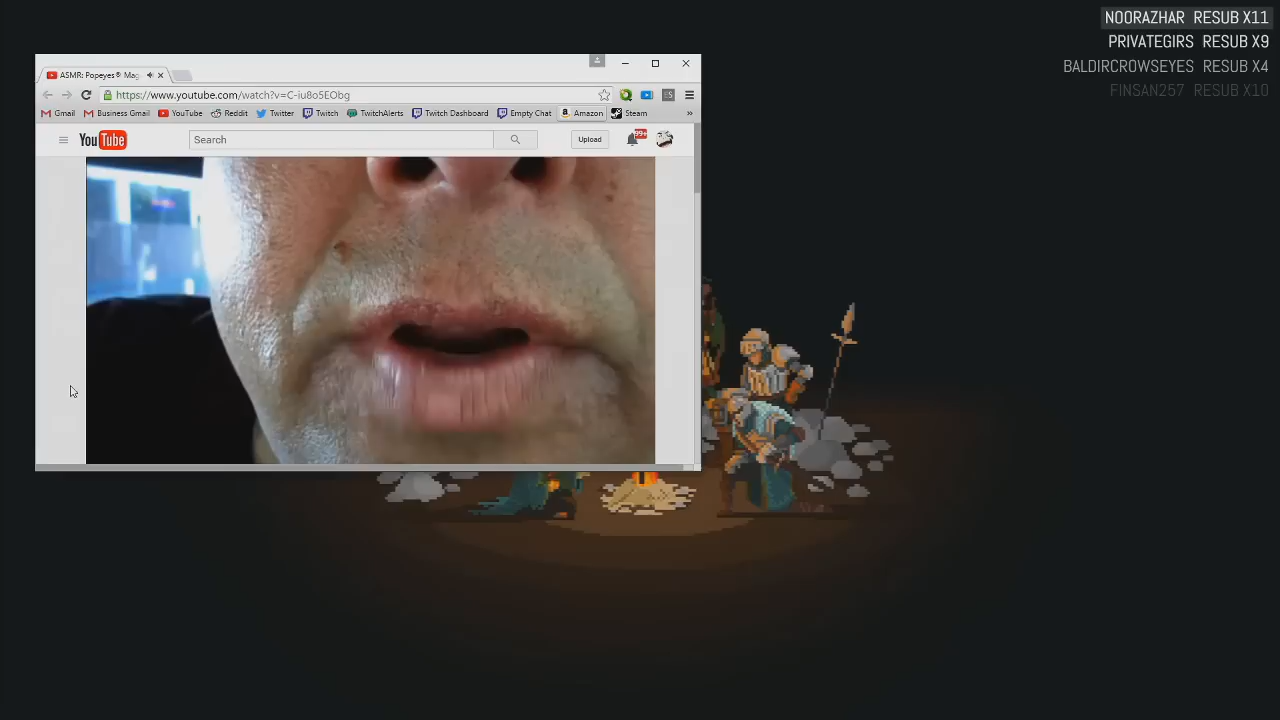 NOORAZHAR RESUB X11
PRIVATEGIRS RESUB X9
BALDIRCROWSEYES RESUB X4
FINSAN257 RESUB X10
ASMR: Popeyes® Mag
https://www.youtube.com/watch?v=C-iu8o5EObg
Gmail Business Gmail YouTube Reddit Twitter Twitch TwitchAlerts Twitch Dashboard Empty Chat Amazon Steam »
YouTube Search Upload 99+